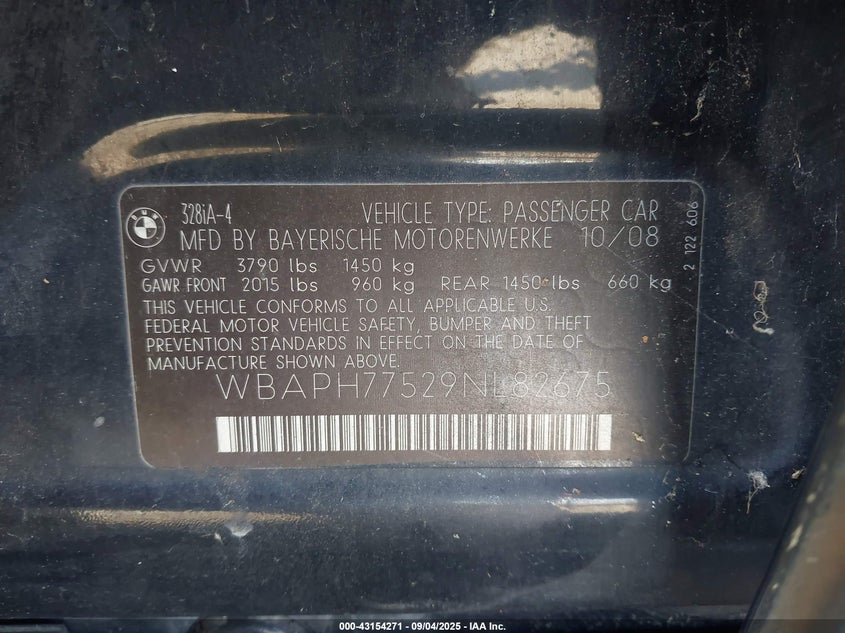 328iA-4 VEHICLE TYPE: PASSENGER CAR
BMW
MFD BY BAYERISCHE MOTORENWERKE 10/08
GVWR 3790 lbs 1450 kg
GAWR FRONT 2015 lbs 960 kg REAR 1450 lbs 660 kg
THIS VEHICLE CONFORMS TO ALL APPLICABLE U.S.
FEDERAL MOTOR VEHICLE SAFETY, BUMPER AND THEFT
PREVENTION STANDARDS IN EFFECT ON THE DATE OF
MANUFACTURE SHOWN ABOVE.
WBAPH77529NL82675
2 122 606
000-43154271 - 09/04/2025 - IAA Inc.